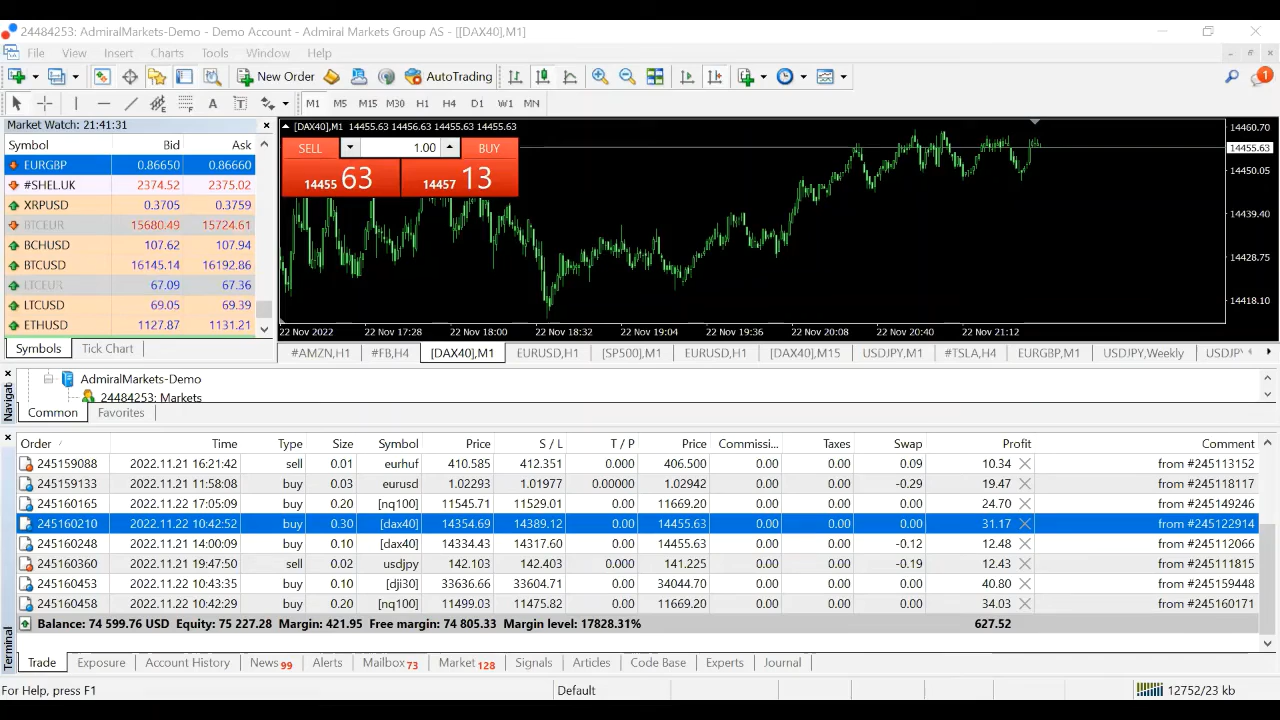 24484253: AdmiralMarkets-Demo - Demo Account - Admiral Markets Group AS - [[DAX40],M1]
File View Insert Charts Tools Window Help
New Order AutoTrading 1
A T M1 M5 M15 M30 H1 H4 D1 W1 MN
Market Watch: 21:41:31
Symbol Bid Ask
EURGBP 0.86650 0.86660
#SHEL.UK 2374.52 2375.02
XRPUSD 0.3705 0.3759
BTCEUR 15680.49 15724.61
BCHUSD 107.62 107.94
BTCUSD 16145.14 16192.86
LTCEUR 67.09 67.36
LTCUSD 69.05 69.39
ETHUSD 1127.87 1131.21
Symbols Tick Chart
[DAX40],M1 14455.63 14456.63 14455.63 14455.63
SELL 1.00 BUY
14455 63 14457 13
14460.70
14455.63
14450.05
14439.40
14428.75
14418.10
22 Nov 2022 22 Nov 17:28 22 Nov 18:00 22 Nov 18:32 22 Nov 19:04 22 Nov 19:36 22 Nov 20:08 22 Nov 20:40 22 Nov 21:12
#AMZN,H1 #FB,H4 [DAX40],M1 EURUSD,H1 [SP500],M1 EURUSD,H1 [DAX40],M15 USDJPY,M1 #TSLA,H4 EURGBP,M1 USDJPY,Weekly USDJP
Navigat
AdmiralMarkets-Demo
24484253: Markets
Common Favorites
Order Time Type Size Symbol Price S / L T / P Price Commissi... Taxes Swap Profit Comment
245159088 2022.11.21 16:21:42 sell 0.01 eurhuf 410.585 412.351 0.000 406.500 0.00 0.00 0.09 10.34 from #245113152
245159133 2022.11.21 11:58:08 buy 0.03 eurusd 1.02293 1.01977 0.00000 1.02942 0.00 0.00 -0.29 19.47 from #245118117
245160165 2022.11.22 17:05:09 buy 0.20 [nq100] 11545.71 11529.01 0.00 11669.20 0.00 0.00 0.00 24.70 from #245149246
245160210 2022.11.22 10:42:52 buy 0.30 [dax40] 14354.69 14389.12 0.00 14455.63 0.00 0.00 0.00 31.17 from #245122914
245160248 2022.11.21 14:00:09 buy 0.10 [dax40] 14334.43 14317.60 0.00 14455.63 0.00 0.00 -0.12 12.48 from #245112066
245160360 2022.11.21 19:47:50 sell 0.02 usdjpy 142.103 142.403 0.000 141.225 0.00 0.00 -0.19 12.43 from #245111815
245160453 2022.11.22 10:43:35 buy 0.10 [dji30] 33636.66 33604.71 0.00 34044.70 0.00 0.00 0.00 40.80 from #245159448
245160458 2022.11.22 10:42:29 buy 0.20 [nq100] 11499.03 11475.82 0.00 11669.20 0.00 0.00 0.00 34.03 from #245160171
Balance: 74 599.76 USD Equity: 75 227.28 Margin: 421.95 Free margin: 74 805.33 Margin level: 17828.31% 627.52
Terminal
Trade Exposure Account History News 99 Alerts Mailbox 73 Market 128 Signals Articles Code Base Experts Journal
For Help, press F1 Default 12752/23 kb